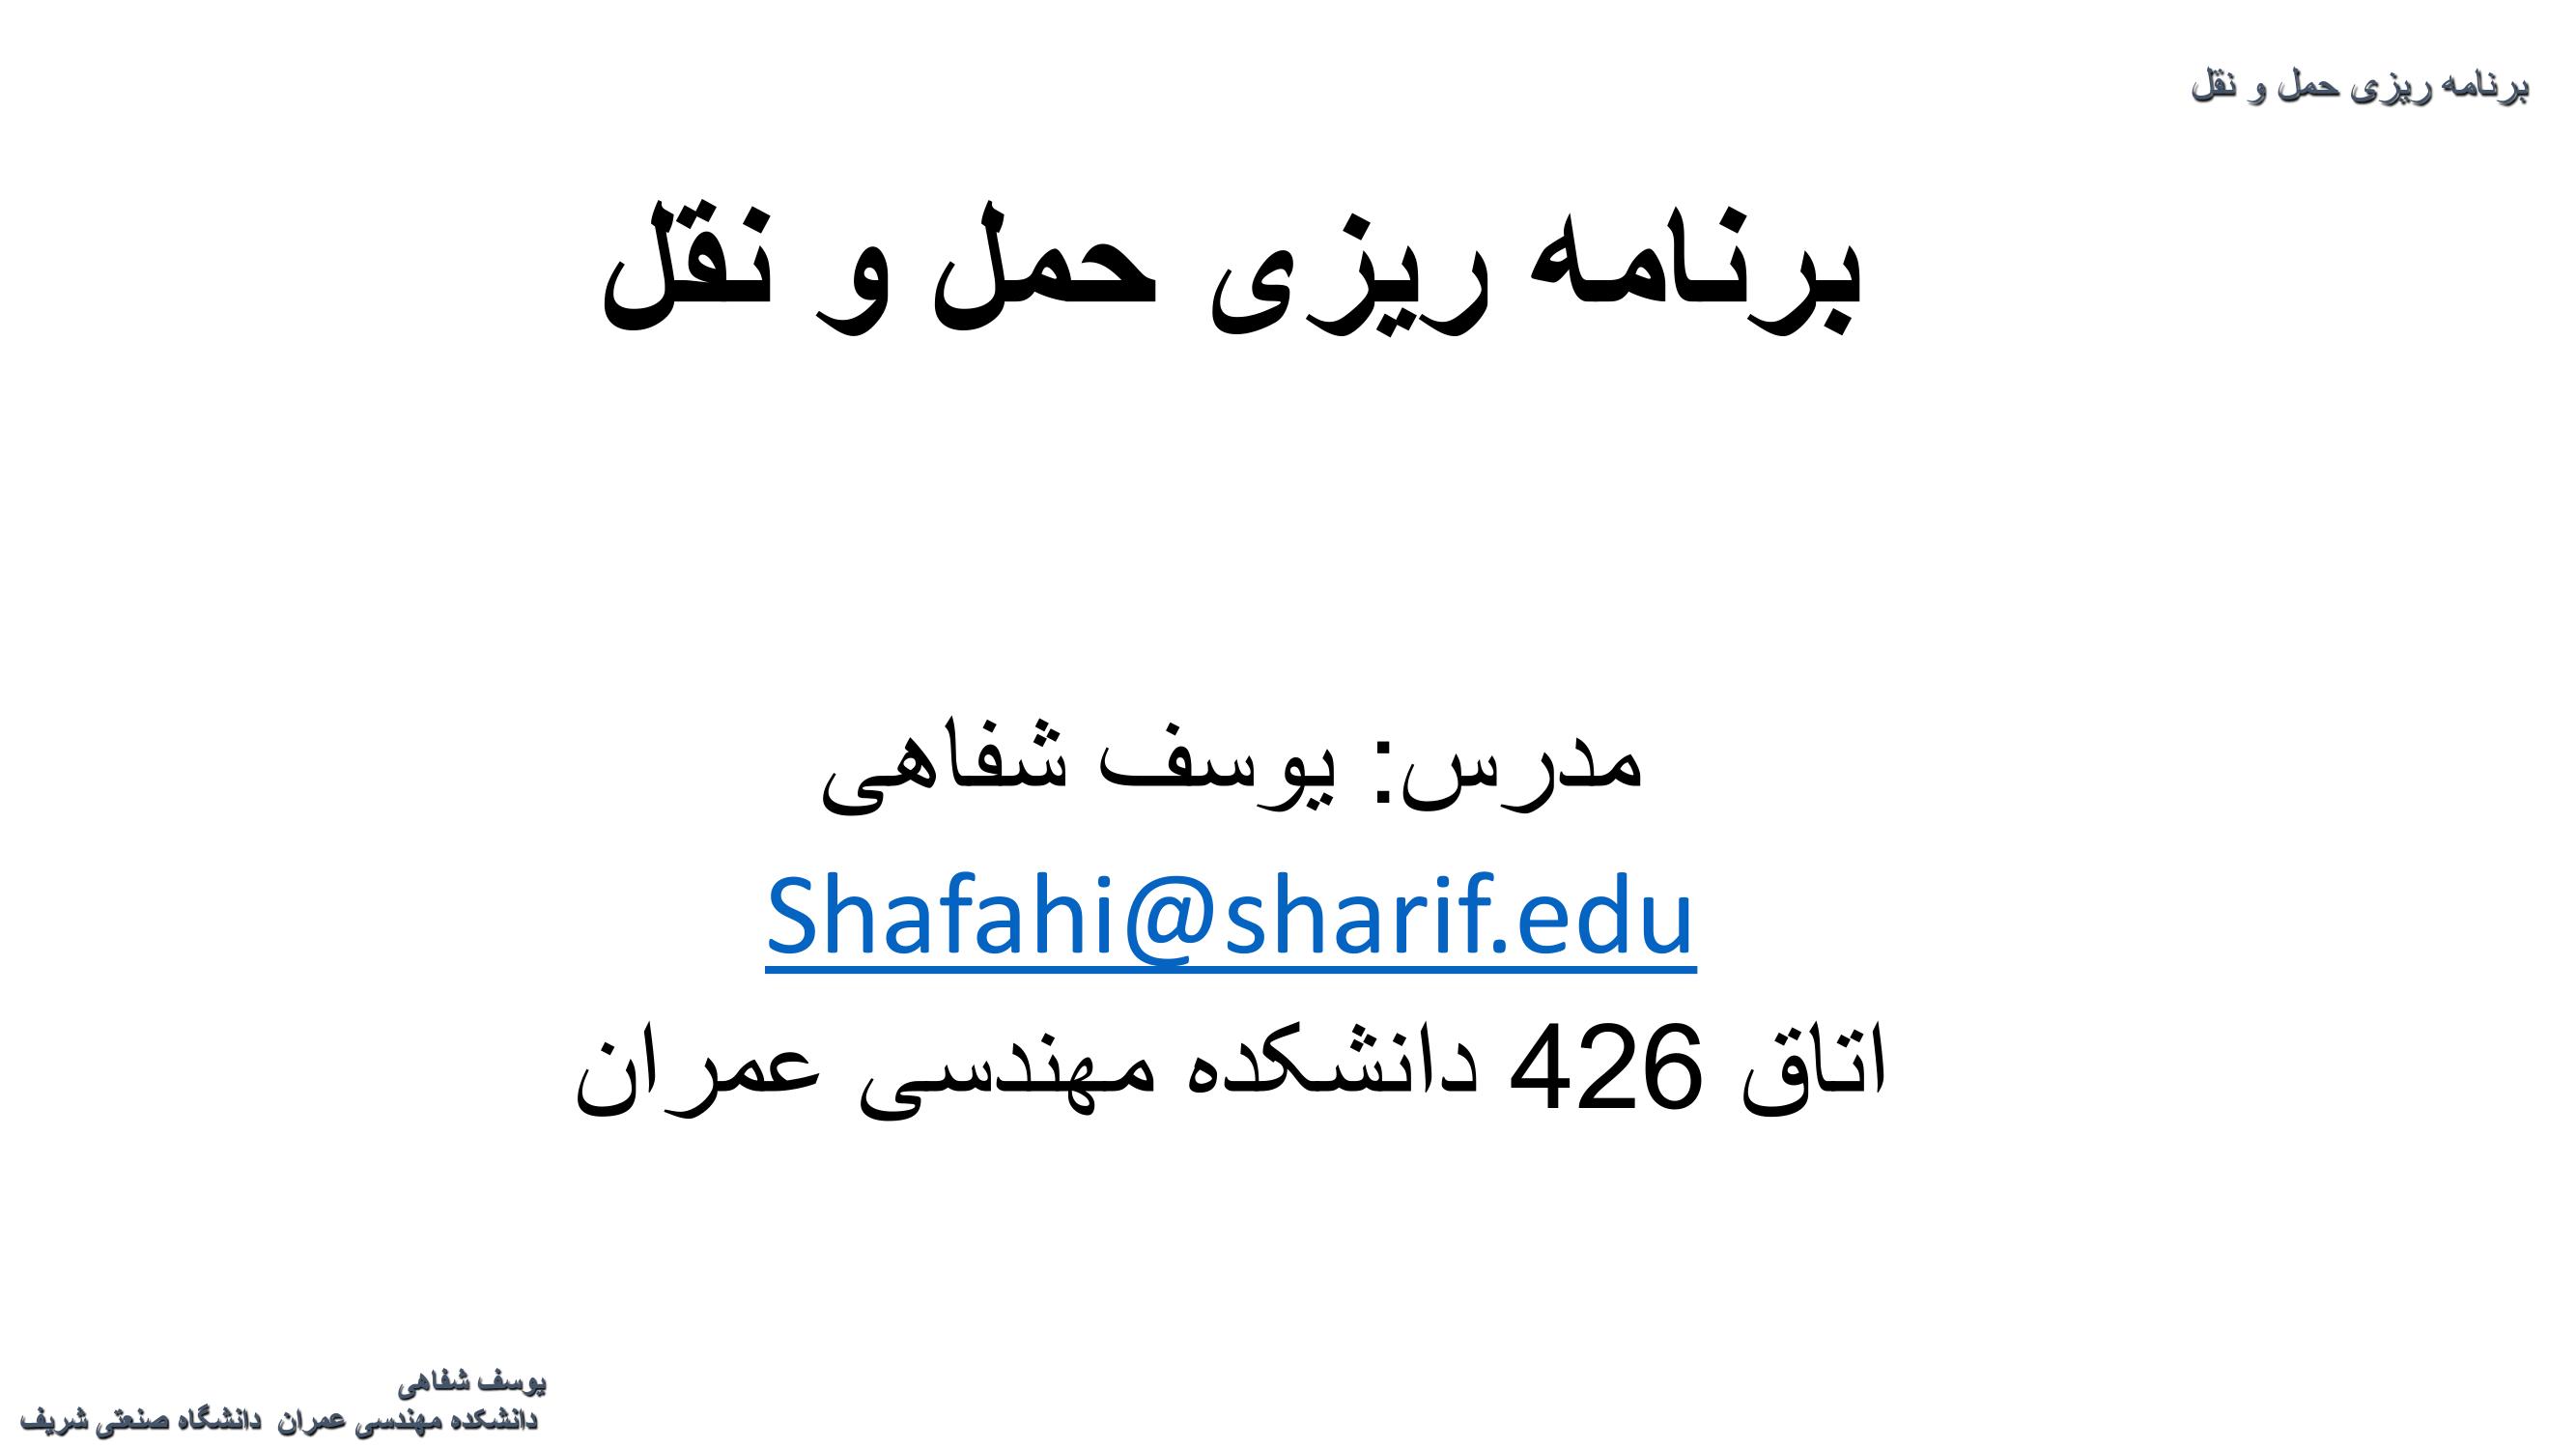 برنامه ریزی حمل و نقل
برنامه ریزی حمل و نقل
مدرس: یوسف شفاهی
Shafahi@sharif.edu
اتاق 426 دانشکده مهندسی عمران
یوسف شفاهی
دانشکده مهندسی عمران دانشگاه صنعتی شریف